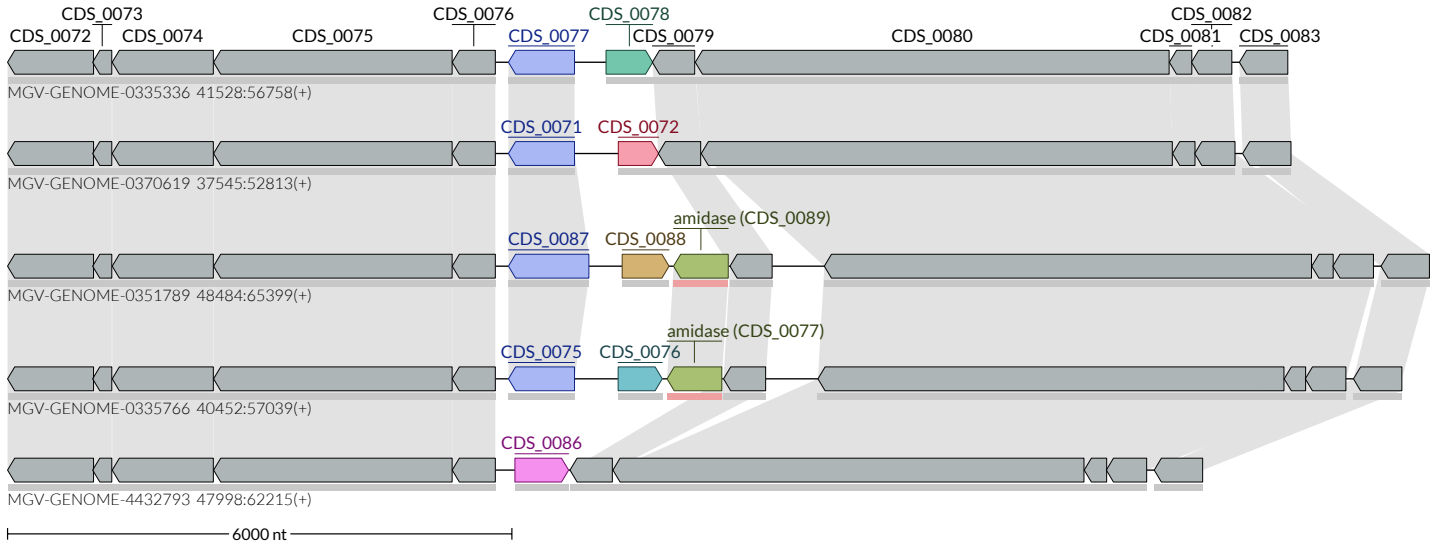 CDS_0073 CDS_0076 CDS_0078 CDS_0082
CDS_0072 CDS_0074 CDS_0075 CDS_0077 CDS_0079 CDS_0080 CDS_0081 CDS_0083
MGV-GENOME-0335336 41528:56758(+)
CDS_0071 CDS_0072
MGV-GENOME-0370619 37545:52813(+)
amidase (CDS_0089)
CDS_0087 CDS_0088
MGV-GENOME-0351789 48484:65399(+)
amidase (CDS_0077)
CDS_0075 CDS_0076
MGV-GENOME-0335766 40452:57039(+)
CDS_0086
MGV-GENOME-4432793 47998:62215(+)
6000 nt